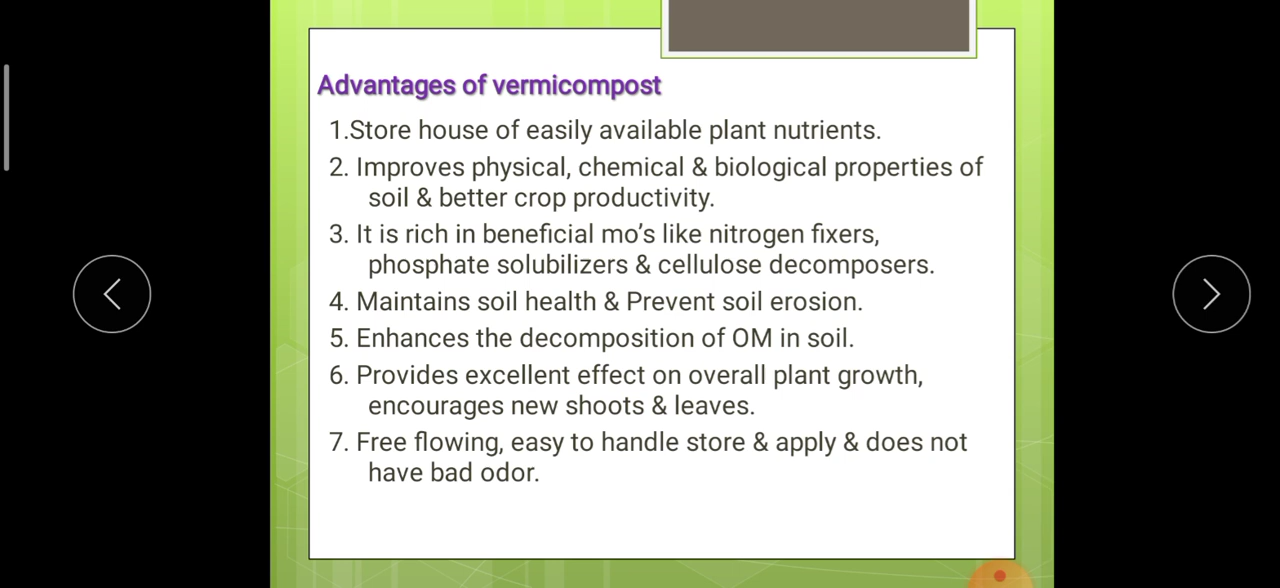 Advantages of vermicompost
1.Store house of easily available plant nutrients.
2. Improves physical, chemical & biological properties of
soil & better crop productivity.
3. It is rich in beneficial mo’s like nitrogen fixers,
phosphate solubilizers & cellulose decomposers.
4. Maintains soil health & Prevent soil erosion.
5. Enhances the decomposition of OM in soil.
6. Provides excellent effect on overall plant growth,
encourages new shoots & leaves.
7. Free flowing, easy to handle store & apply & does not
have bad odor.